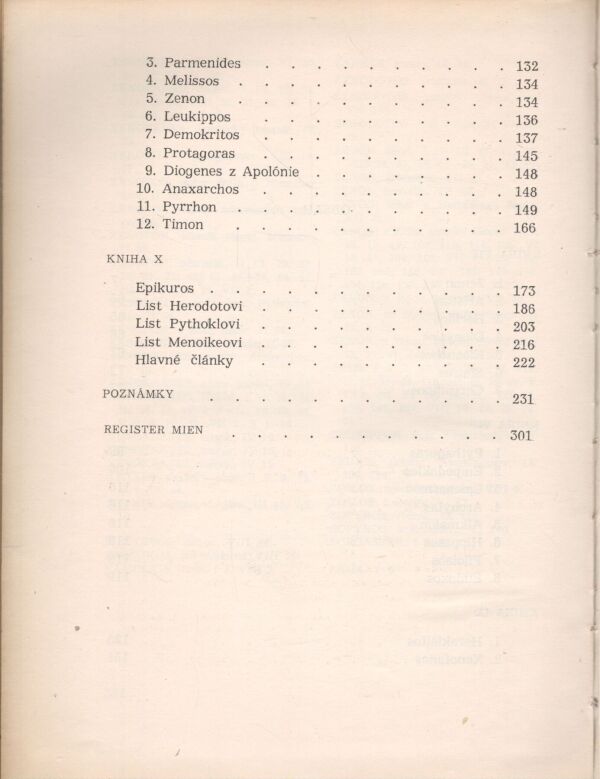 3. Parmenides . . . . . . . . . . 132
4. Melissos . . . . . . . . . . . 134
5. Zenon . . . . . . . . . . . 134
6. Leukippos . . . . . . . . . . 136
7. Demokritos . . . . . . . . . . 137
8. Protagoras . . . . . . . . . . 145
9. Diogenes z Apolónie . . . . . . . . 148
10. Anaxarchos . . . . . . . . . . 148
11. Pyrrhon . . . . . . . . . . . 149
12. Timon . . . . . . . . . . . 166
KNIHA X
Epikuros . . . . . . . . . . . . 173
List Herodotovi . . . . . . . . . . 186
List Pythoklovi . . . . . . . . . . 203
List Menoikeovi . . . . . . . . . . 216
Hlavné články . . . . . . . . . . 222
POZNÁMKY . . . . . . . . . . . . 231
REGISTER MIEN . . . . . . . . . . . 301